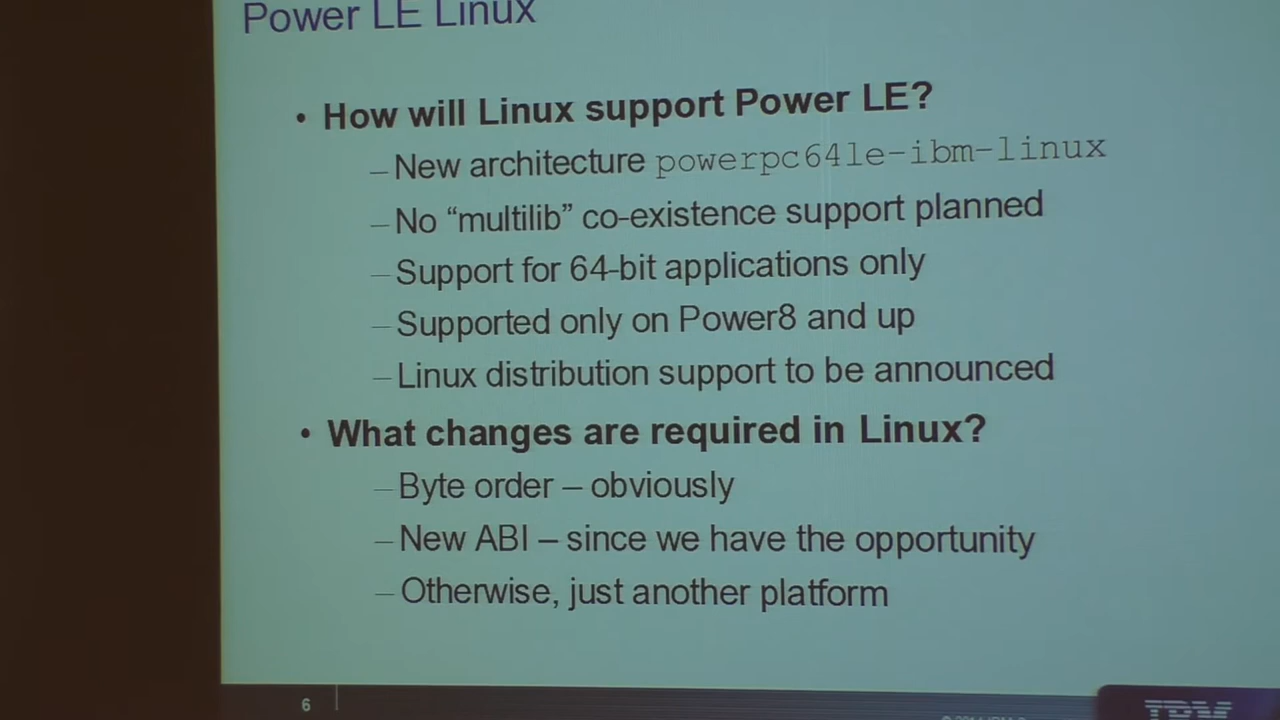 Power LE Linux
• How will Linux support Power LE?
– New architecture powerpc64le-ibm-linux
– No “multilib” co-existence support planned
– Support for 64-bit applications only
– Supported only on Power8 and up
– Linux distribution support to be announced
• What changes are required in Linux?
– Byte order – obviously
– New ABI – since we have the opportunity
– Otherwise, just another platform
6
IBM